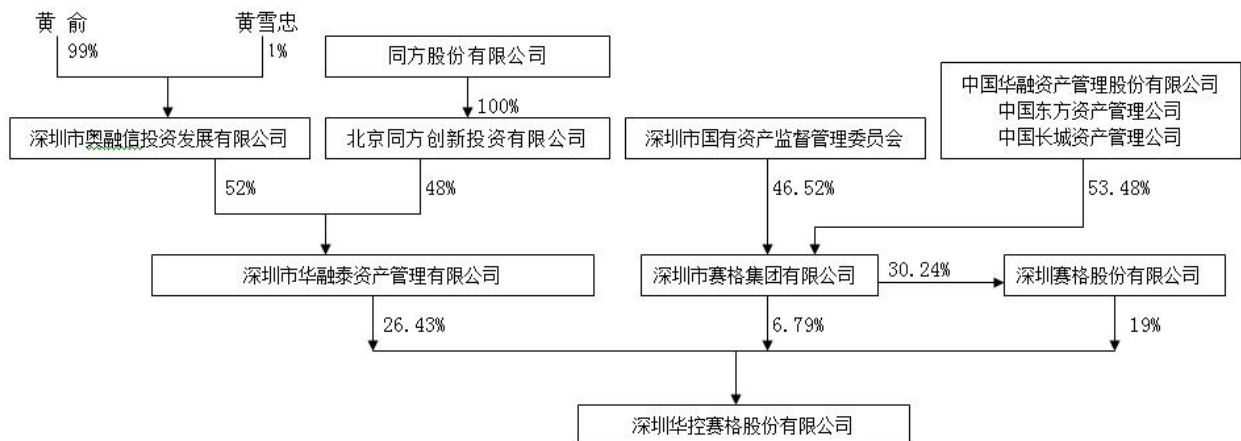 黄 俞
黄雪忠
99%
1%
同方股份有限公司
100%
中国华融资产管理股份有限公司
中国东方资产管理公司
中国长城资产管理公司
深圳市奥融信投资发展有限公司
北京同方创新投资有限公司
深圳市国有资产监督管理委员会
52%
48%
46.52%
53.48%
深圳市华融泰资产管理有限公司
深圳市赛格集团有限公司
30.24%
深圳赛格股份有限公司
26.43%
6.79%
19%
深圳华控赛格股份有限公司